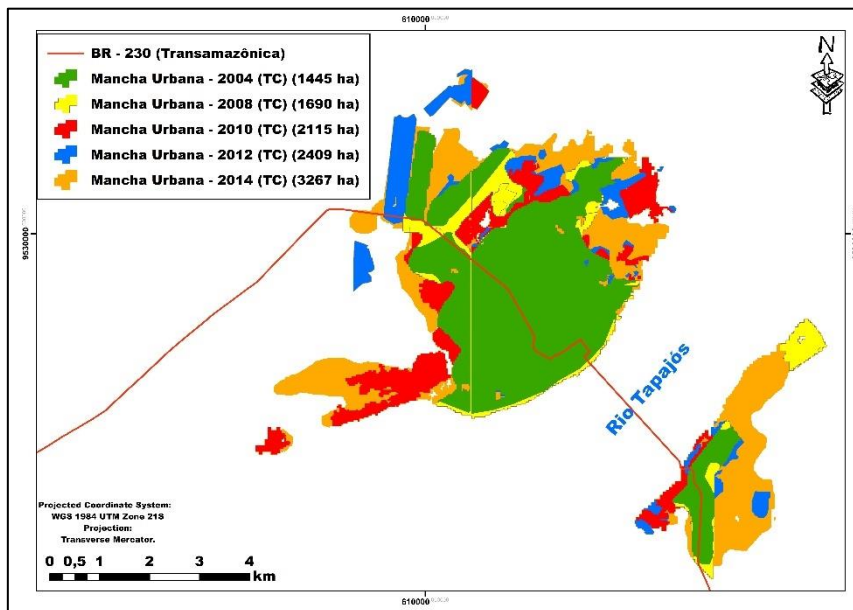 610000
N
BR - 230 (Transamazônica)
Mancha Urbana - 2004 (TC) (1445 ha)
Mancha Urbana - 2008 (TC) (1690 ha)
Mancha Urbana - 2010 (TC) (2115 ha)
Mancha Urbana - 2012 (TC) (2409 ha)
Mancha Urbana - 2014 (TC) (3267 ha)
9530000
Rio Tapajós
Projected Coordinate System:
WGS 1984 UTM Zone 21S
Projection:
Transverse Mercator.
0 0,5 1 2 3 4
km
610000